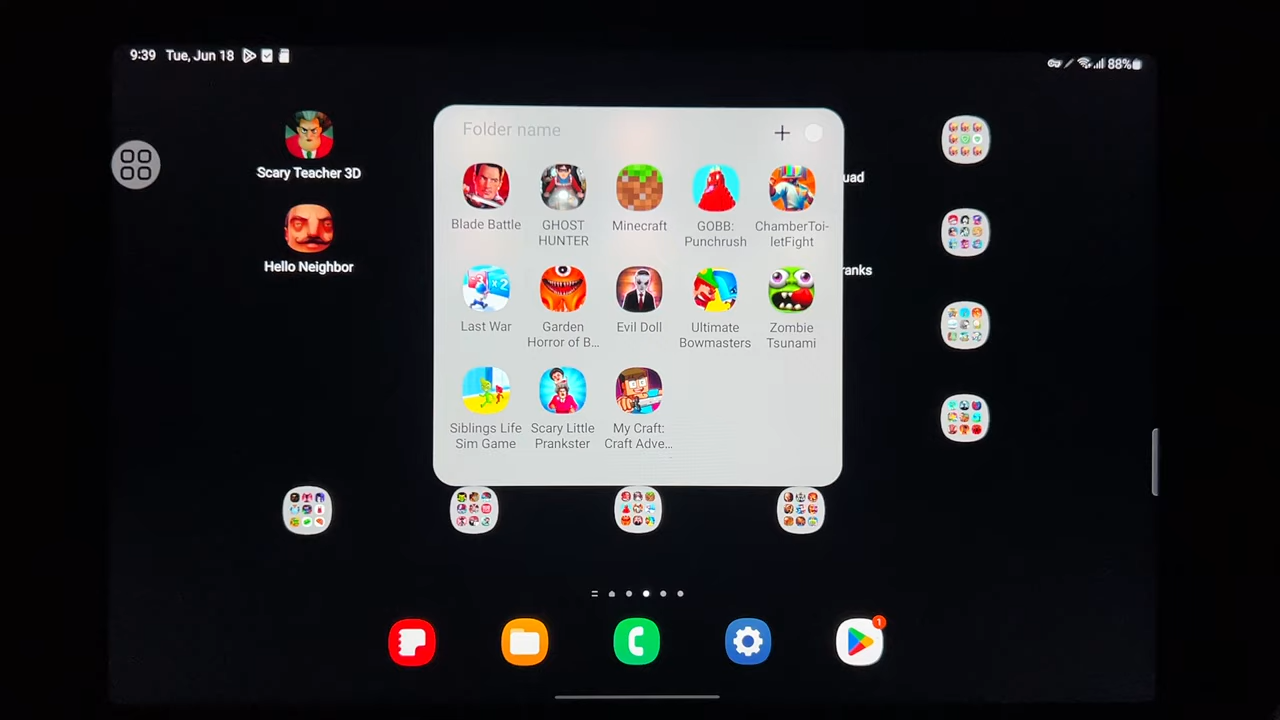 9:39 Tue, Jun 18
88%
Folder name
Scary Teacher 3D
Hello Neighbor
uad
ranks
Blade Battle
GHOST
HUNTER
Minecraft
GOBB:
Punchrush
ChamberToi-
letFight
Last War
Garden
Horror of B...
Evil Doll
Ultimate
Bowmasters
Zombie
Tsunami
Siblings Life
Sim Game
Scary Little
Prankster
My Craft:
Craft Adve...
1